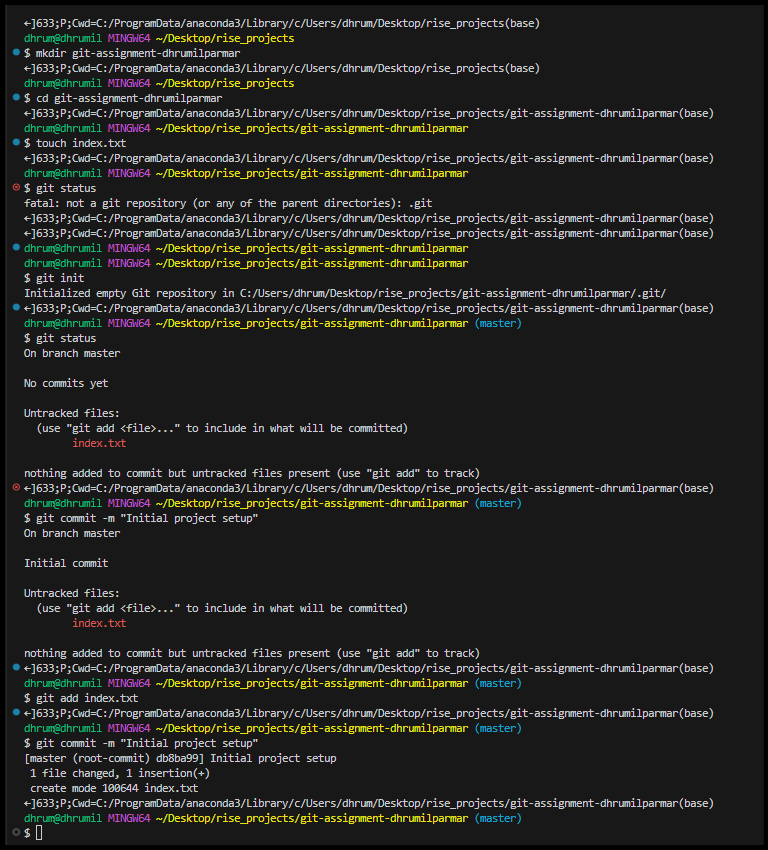 ←]633;P;Cwd=C:/ProgramData/anaconda3/Library/c/Users/dhrum/Desktop/rise_projects(base)
dhrum@dhrumil MINGW64 ~/Desktop/rise_projects
$ mkdir git-assignment-dhrumilparmar
←]633;P;Cwd=C:/ProgramData/anaconda3/Library/c/Users/dhrum/Desktop/rise_projects(base)
dhrum@dhrumil MINGW64 ~/Desktop/rise_projects
$ cd git-assignment-dhrumilparmar
←]633;P;Cwd=C:/ProgramData/anaconda3/Library/c/Users/dhrum/Desktop/rise_projects/git-assignment-dhrumilparmar(base)
dhrum@dhrumil MINGW64 ~/Desktop/rise_projects/git-assignment-dhrumilparmar
$ touch index.txt
←]633;P;Cwd=C:/ProgramData/anaconda3/Library/c/Users/dhrum/Desktop/rise_projects/git-assignment-dhrumilparmar(base)
dhrum@dhrumil MINGW64 ~/Desktop/rise_projects/git-assignment-dhrumilparmar
$ git status
fatal: not a git repository (or any of the parent directories): .git
←]633;P;Cwd=C:/ProgramData/anaconda3/Library/c/Users/dhrum/Desktop/rise_projects/git-assignment-dhrumilparmar(base)
←]633;P;Cwd=C:/ProgramData/anaconda3/Library/c/Users/dhrum/Desktop/rise_projects/git-assignment-dhrumilparmar(base)
dhrum@dhrumil MINGW64 ~/Desktop/rise_projects/git-assignment-dhrumilparmar
dhrum@dhrumil MINGW64 ~/Desktop/rise_projects/git-assignment-dhrumilparmar
$ git init
Initialized empty Git repository in C:/Users/dhrum/Desktop/rise_projects/git-assignment-dhrumilparmar/.git/
←]633;P;Cwd=C:/ProgramData/anaconda3/Library/c/Users/dhrum/Desktop/rise_projects/git-assignment-dhrumilparmar(base)
dhrum@dhrumil MINGW64 ~/Desktop/rise_projects/git-assignment-dhrumilparmar (master)
$ git status
On branch master

No commits yet

Untracked files:
  (use "git add <file>..." to include in what will be committed)
        index.txt

nothing added to commit but untracked files present (use "git add" to track)
←]633;P;Cwd=C:/ProgramData/anaconda3/Library/c/Users/dhrum/Desktop/rise_projects/git-assignment-dhrumilparmar(base)
dhrum@dhrumil MINGW64 ~/Desktop/rise_projects/git-assignment-dhrumilparmar (master)
$ git commit -m "Initial project setup"
On branch master

Initial commit

Untracked files:
  (use "git add <file>..." to include in what will be committed)
        index.txt

nothing added to commit but untracked files present (use "git add" to track)
←]633;P;Cwd=C:/ProgramData/anaconda3/Library/c/Users/dhrum/Desktop/rise_projects/git-assignment-dhrumilparmar(base)
dhrum@dhrumil MINGW64 ~/Desktop/rise_projects/git-assignment-dhrumilparmar (master)
$ git add index.txt
←]633;P;Cwd=C:/ProgramData/anaconda3/Library/c/Users/dhrum/Desktop/rise_projects/git-assignment-dhrumilparmar(base)
dhrum@dhrumil MINGW64 ~/Desktop/rise_projects/git-assignment-dhrumilparmar (master)
$ git commit -m "Initial project setup"
[master (root-commit) db8ba99] Initial project setup
 1 file changed, 1 insertion(+)
 create mode 100644 index.txt
←]633;P;Cwd=C:/ProgramData/anaconda3/Library/c/Users/dhrum/Desktop/rise_projects/git-assignment-dhrumilparmar(base)
dhrum@dhrumil MINGW64 ~/Desktop/rise_projects/git-assignment-dhrumilparmar (master)
$